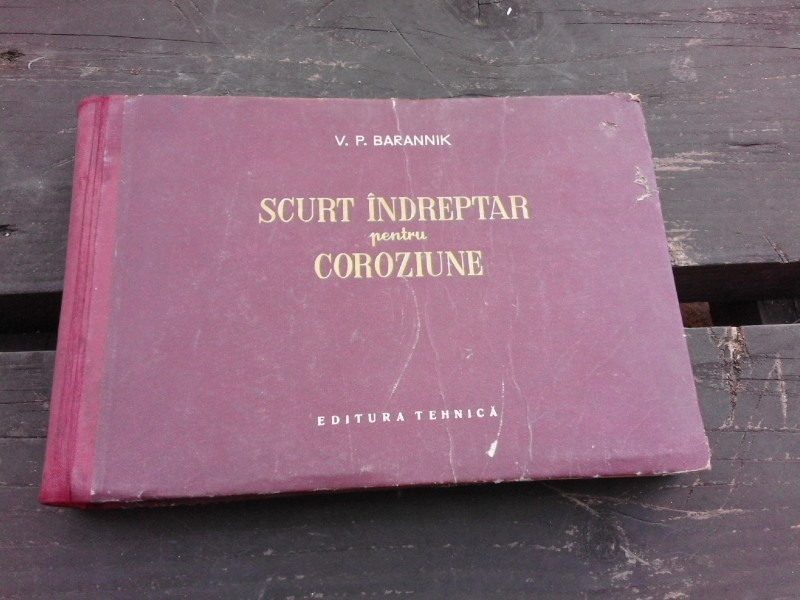 V. P. BARANNIK
SCURT ÎNDREPTAR
pentru
COROZIUNE
EDITURA TEHNICĂ